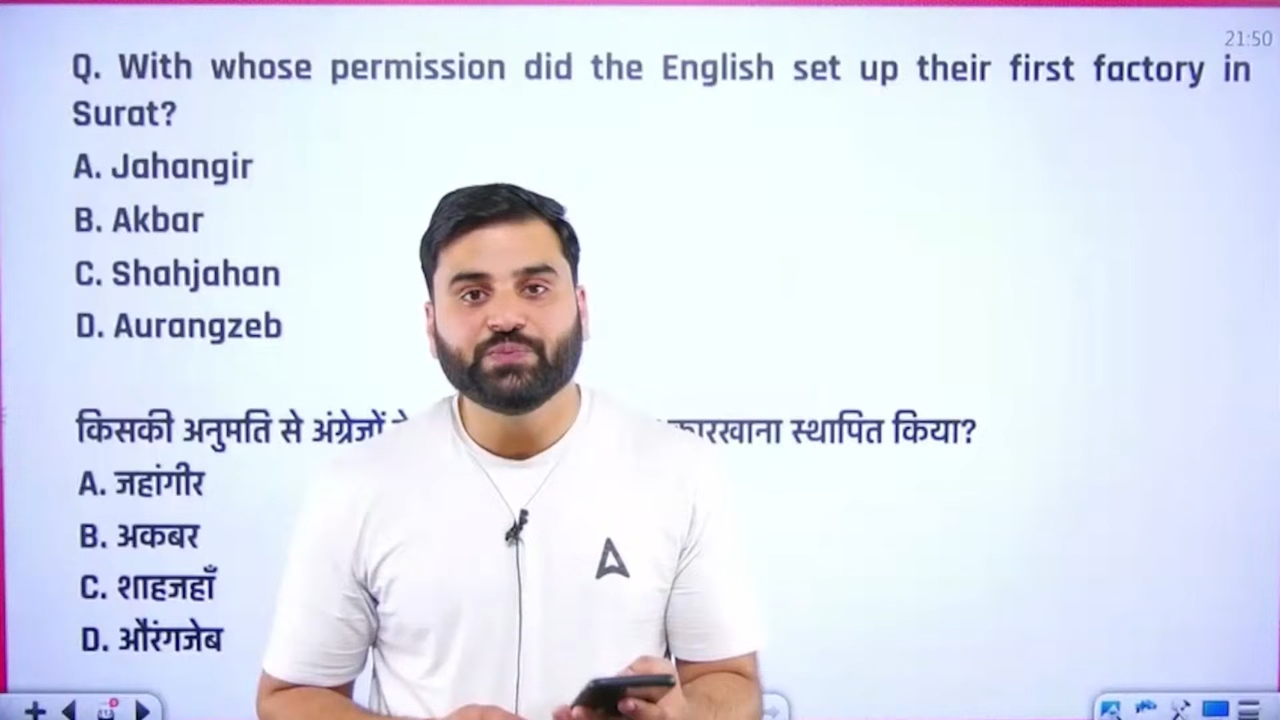 21:50
Q. With whose permission did the English set up their first factory in
Surat?
A. Jahangir
B. Akbar
C. Shahjahan
D. Aurangzeb
किसकी अनुमति से अंग्रेजों स्थापित किया?
A. जहांगीर
B. अकबर
C. शाहजहाँ
D. औरंगजेब